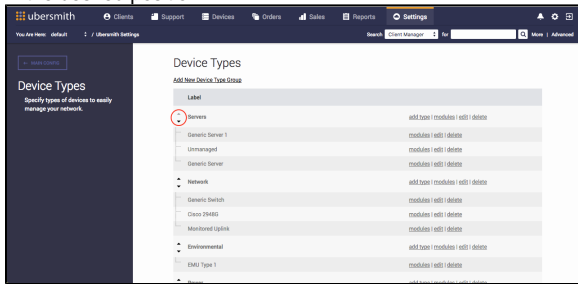 ubersmith Clients Support Devices Orders Sales Reports Settings
You Are Here: default / Ubersmith Settings Search Client Manager for More | Advanced
← MAIN CONFIG
Device Types
Specify types of devices to easily
manage your network.
Device Types
Add New Device Type Group
Label
Servers add type | modules | edit | delete
Generic Server 1 modules | edit | delete
Unmanaged modules | edit | delete
Generic Server modules | edit | delete
Network add type | modules | edit | delete
Generic Switch modules | edit | delete
Cisco 2948G modules | edit | delete
Monitored Uplink modules | edit | delete
Environmental add type | modules | edit | delete
EMU Type 1 modules | edit | delete